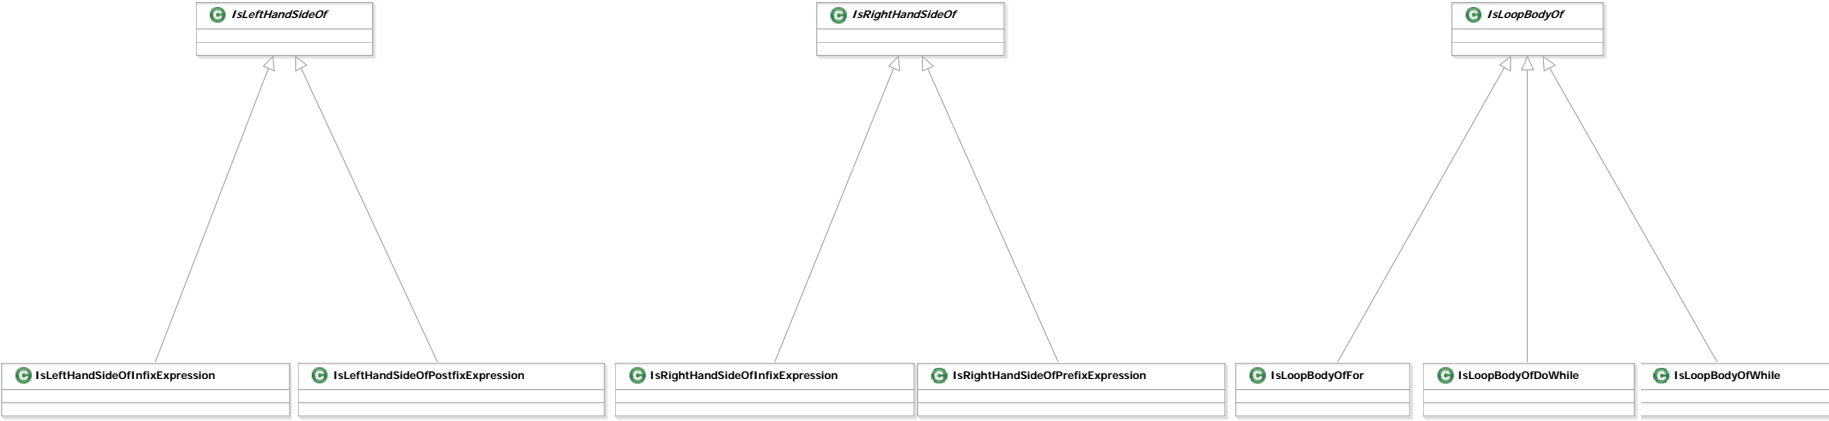 C IsLeftHandSideOf
C IsRightHandSideOf
C IsLoopBodyOf
C IsLeftHandSideOfInfixExpression
C IsLeftHandSideOfPostfixExpression
C IsRightHandSideOfInfixExpression
C IsRightHandSideOfPrefixExpression
C IsLoopBodyOfFor
C IsLoopBodyOfDoWhile
C IsLoopBodyOfWhile